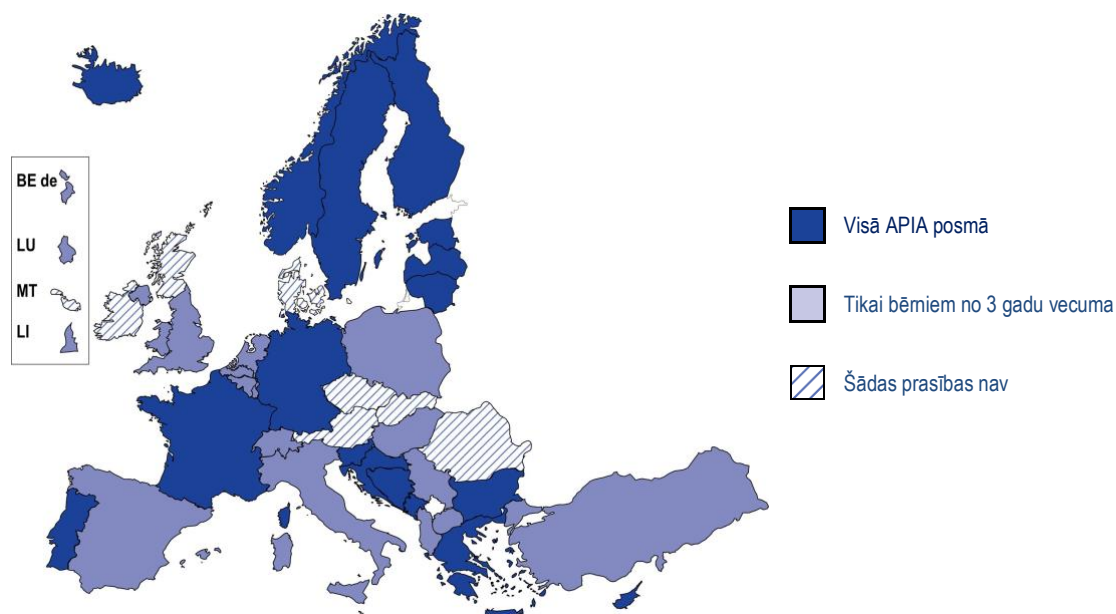 BE de
LU
MT
LI
Visā APIA posmā
Tikai bērniem no 3 gadu vecuma
Šādas prasības nav